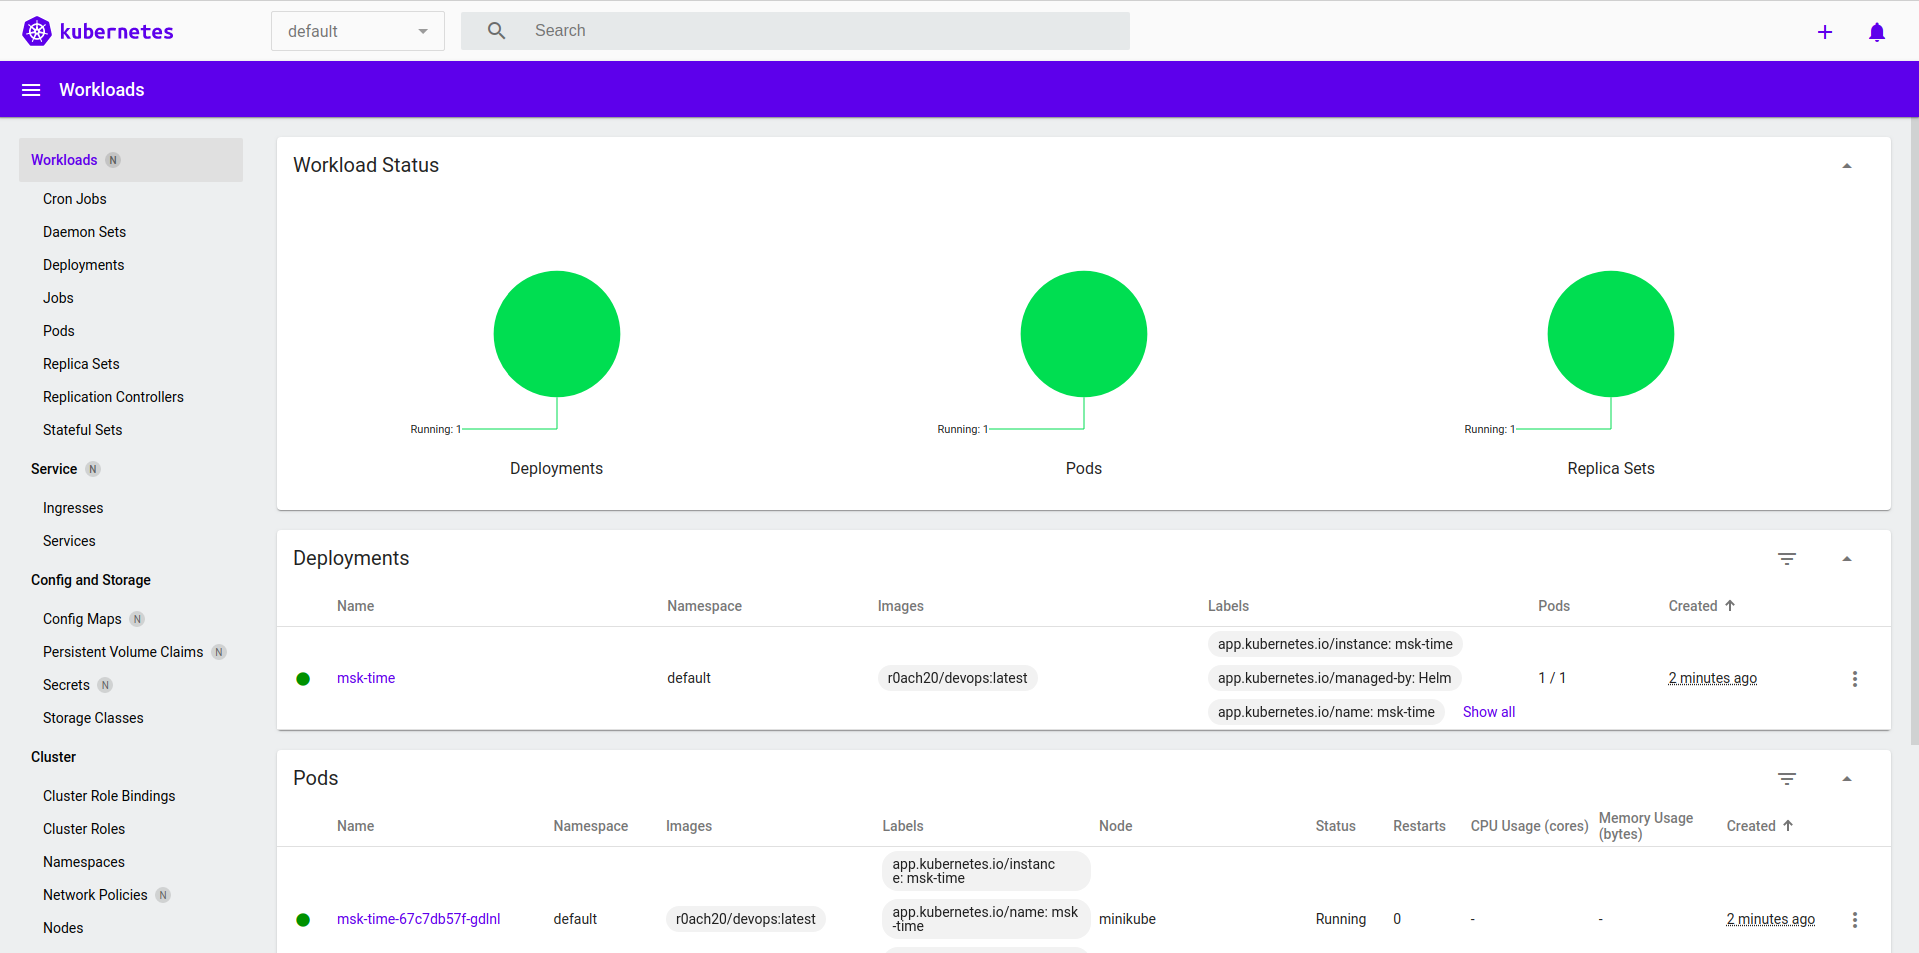 kubernetes
default
Search
Workloads
Workloads N
Cron Jobs
Daemon Sets
Deployments
Jobs
Pods
Replica Sets
Replication Controllers
Stateful Sets
Service N
Ingresses
Services
Config and Storage
Config Maps N
Persistent Volume Claims N
Secrets N
Storage Classes
Cluster
Cluster Role Bindings
Cluster Roles
Namespaces
Network Policies N
Nodes
Workload Status
Running: 1
Deployments
Running: 1
Pods
Running: 1
Replica Sets
Deployments
Name Namespace Images Labels Pods Created
msk-time default r0ach20/devops:latest
app.kubernetes.io/instance: msk-time
app.kubernetes.io/managed-by: Helm
app.kubernetes.io/name: msk-time Show all
1 / 1
2 minutes ago
Pods
Name Namespace Images Labels Node Status Restarts CPU Usage (cores) Memory Usage
(bytes)
Created
msk-time-67c7db57f-gdlnl default r0ach20/devops:latest
app.kubernetes.io/instanc
e: msk-time
app.kubernetes.io/name: msk
-time
minikube Running 0 - - 2 minutes ago